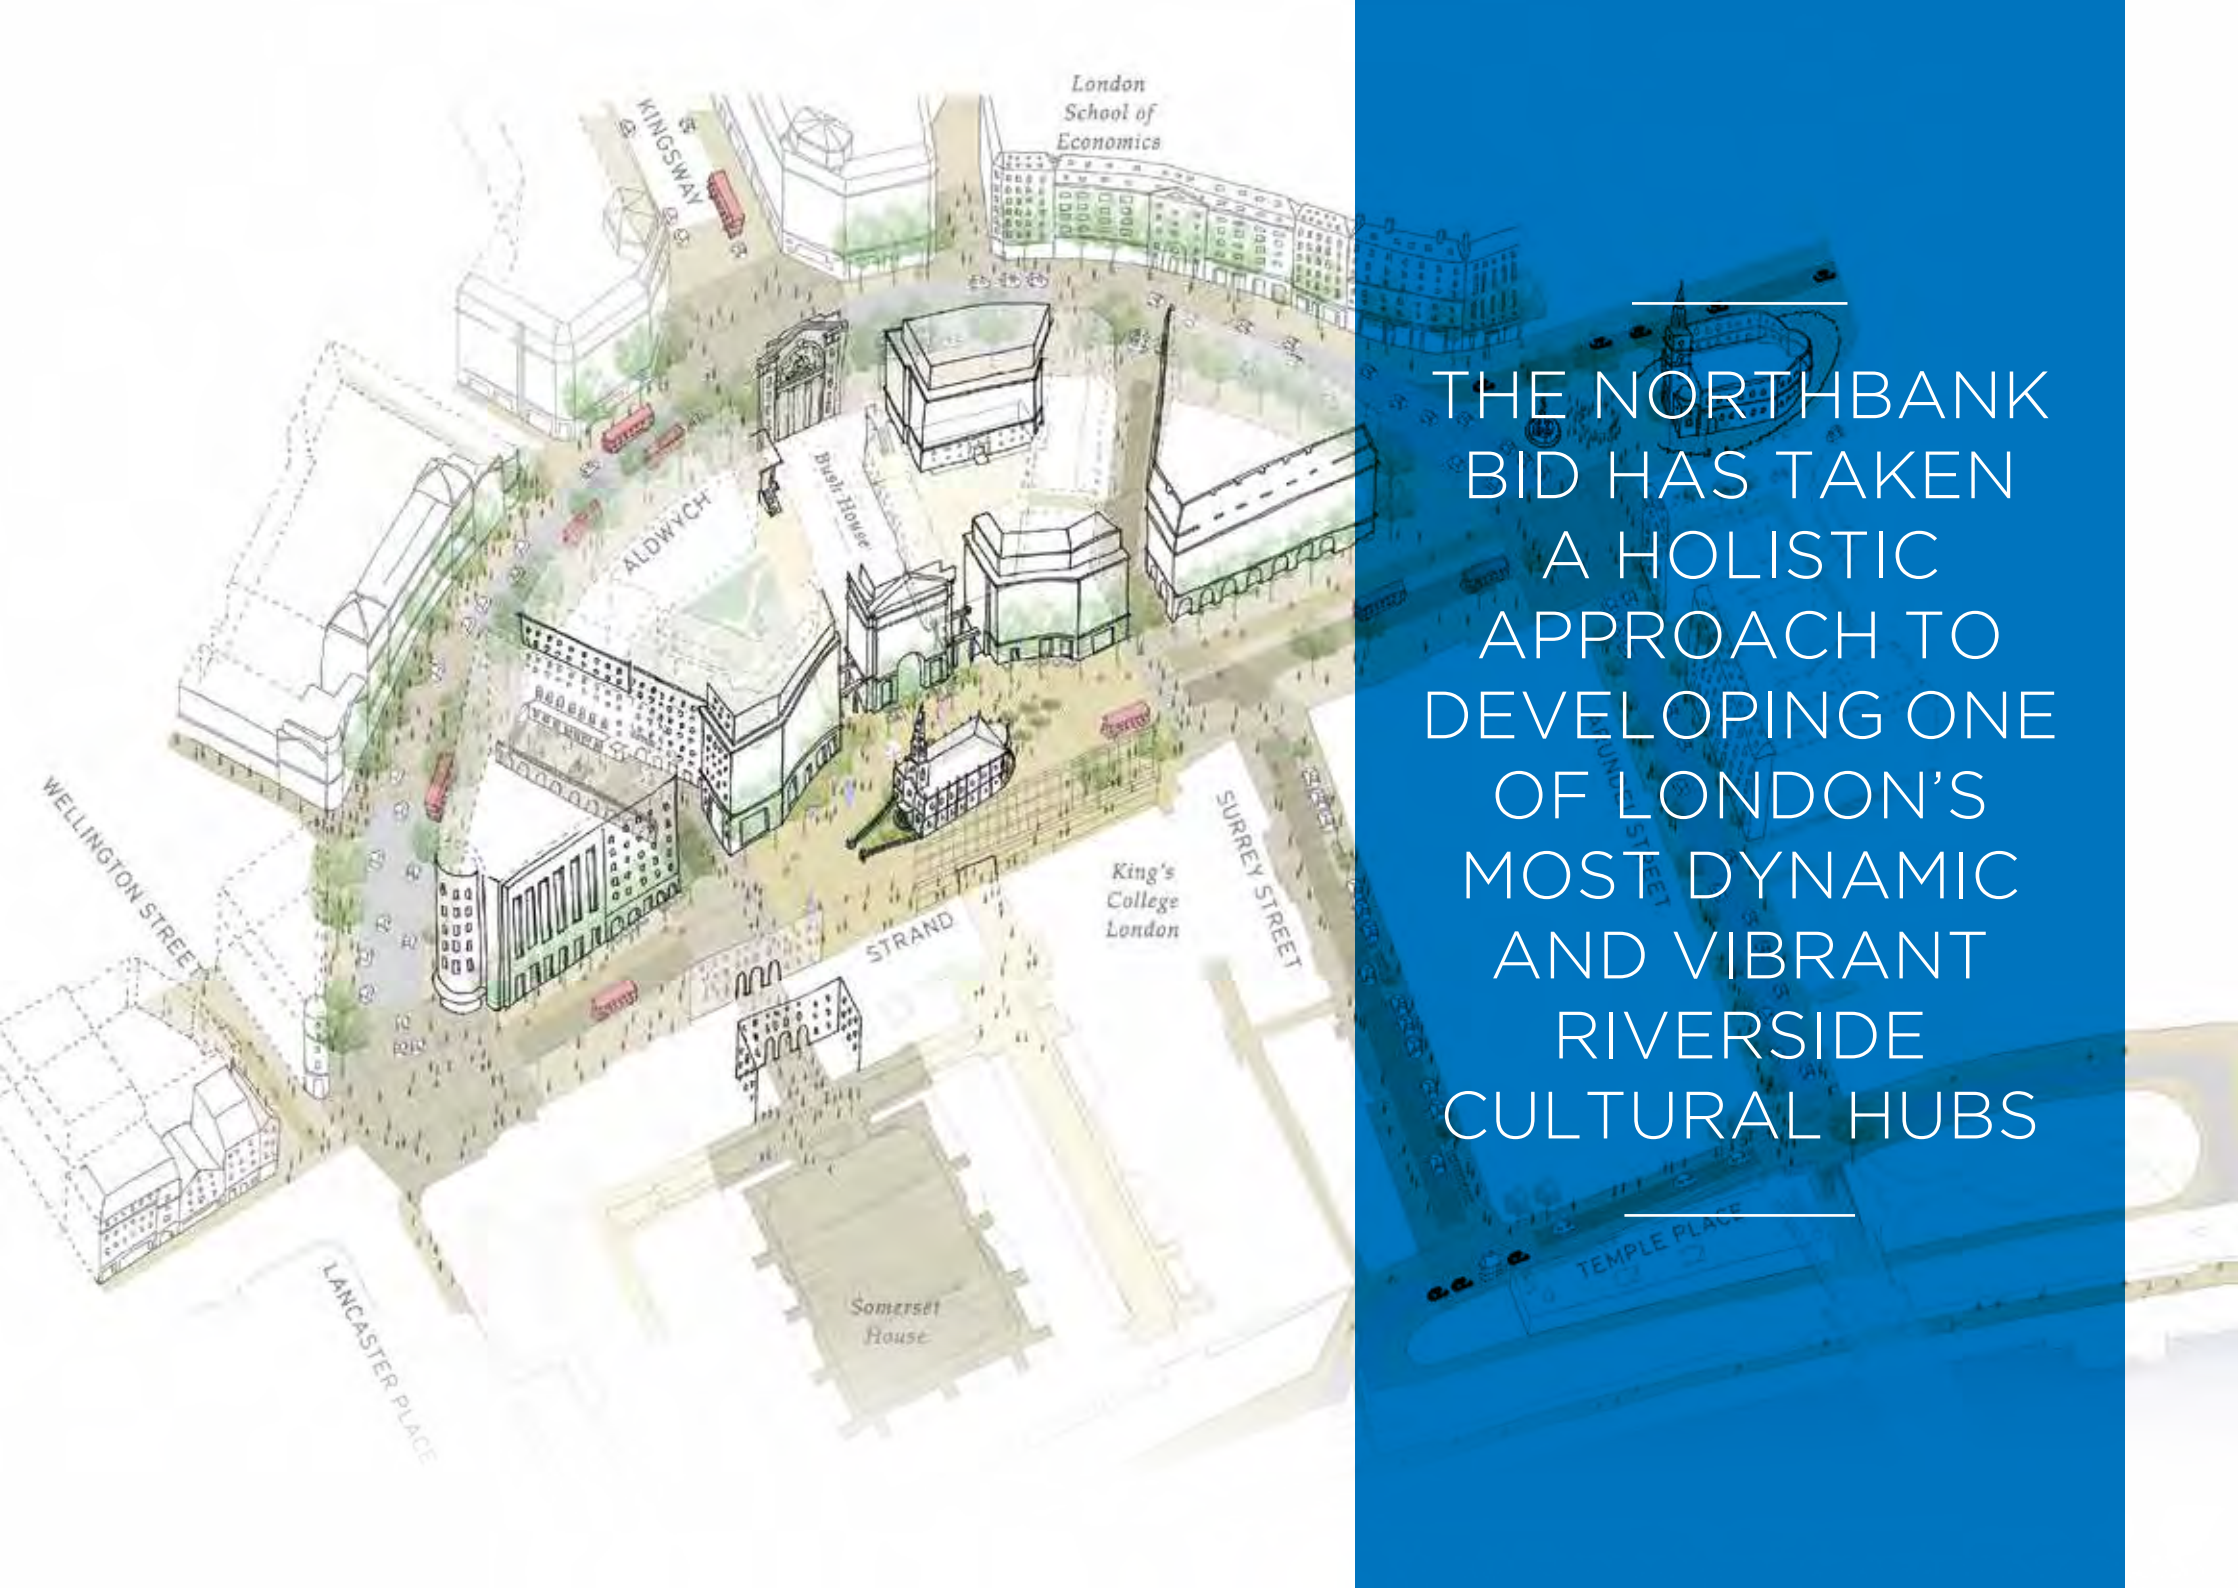 London
School of
Economics
KINGSWAY
Bush House
ALDWYCH
WELLINGTON STREET
King's
College
London
SURREY STREET
STRAND
Somerset
House
LANCASTER PLACE
THE NORTHBANK
BID HAS TAKEN
A HOLISTIC
APPROACH TO
DEVELOPING ONE
OF LONDON'S
MOST DYNAMIC
AND VIBRANT
RIVERSIDE
CULTURAL HUBS
ARUNDEL STREET
TEMPLE PLACE